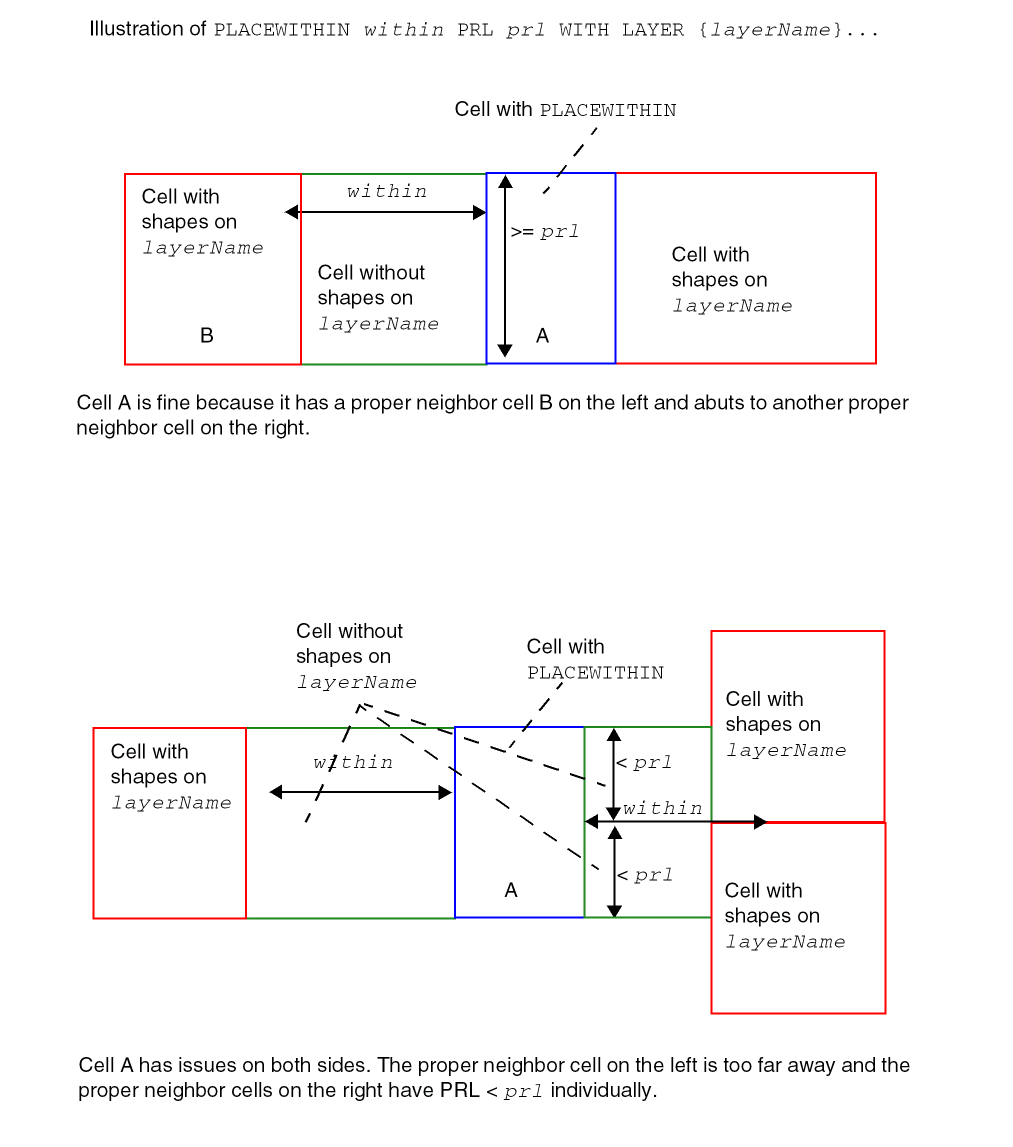 Illustration of PLACEWITHIN within PRL prl WITH LAYER {layerName}...
Cell with PLACEWITHIN
Cell with
shapes on
layerName
B
within
Cell without
shapes on
layerName
>= prl
A
Cell with
shapes on
layerName
Cell A is fine because it has a proper neighbor cell B on the left and abuts to another proper
neighbor cell on the right.
Cell without
shapes on
layerName
Cell with
PLACEWITHIN
Cell with
shapes on
layerName
Cell with
shapes on
layerName
within
< prl
within
A
< prl
Cell with
shapes on
layerName
Cell A has issues on both sides. The proper neighbor cell on the left is too far away and the
proper neighbor cells on the right have PRL < prl individually.